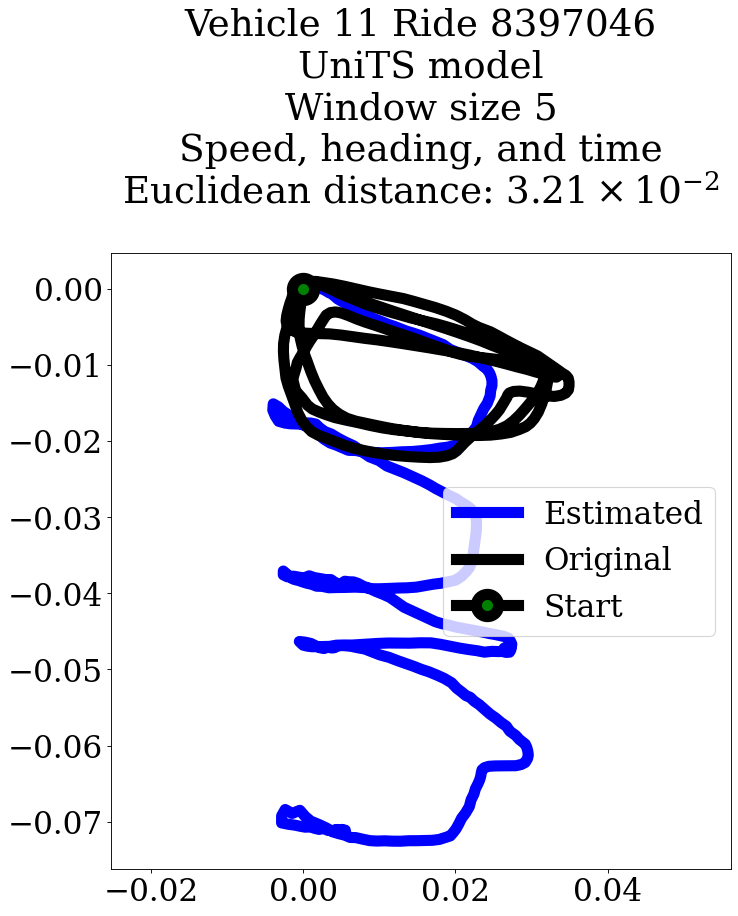 Vehicle 11 Ride 8397046
UniTS model
Window size 5
Speed, heading, and time
Euclidean distance: 3.21 × 10⁻²
0.00
−0.01
−0.02
−0.03
−0.04
−0.05
−0.06
−0.07
Estimated
Original
Start
−0.02 0.00 0.02 0.04